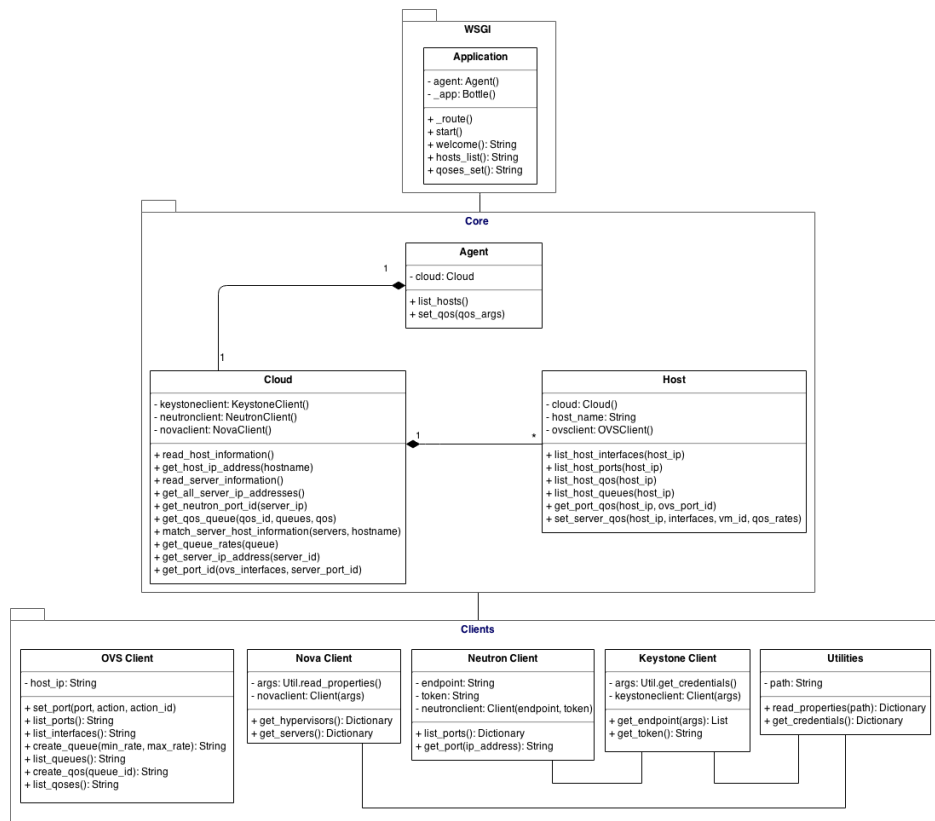 WSGI
Application
- agent: Agent()
- _app: Bottle()
+ _route()
+ start()
+ welcome(): String
+ hosts_list(): String
+ qoses_set(): String
Core
Agent
- cloud: Cloud
+ list_hosts()
+ set_qos(qos_args)
1
1
Cloud
- keystoneclient: KeystoneClient()
- neutronclient: NeutronClient()
- novaclient: NovaClient()
+ read_host_information()
+ get_host_ip_address(hostname)
+ read_server_information()
+ get_all_server_ip_addresses()
+ get_neutron_port_id(server_ip)
+ get_qos_queue(qos_id, queues, qos)
+ match_server_host_information(servers, hostname)
+ get_queue_rates(queue)
+ get_server_ip_address(server_id)
+ get_port_id(ovs_interfaces, server_port_id)
1
*
Host
- cloud: Cloud()
- host_name: String
- ovsclient: OVSClient()
+ list_host_interfaces(host_ip)
+ list_host_ports(host_ip)
+ list_host_qos(host_ip)
+ list_host_queues(host_ip)
+ get_port_qos(host_ip, ovs_port_id)
+ set_server_qos(host_ip, interfaces, vm_id, qos_rates)
Clients
OVS Client
- host_ip: String
+ set_port(port, action, action_id)
+ list_ports(): String
+ list_interfaces(): String
+ create_queue(min_rate, max_rate): String
+ list_queues(): String
+ create_qos(queue_id): String
+ list_qoses(): String
Nova Client
- args: Util.read_properties()
- novaclient: Client(args)
+ get_hypervisors(): Dictionary
+ get_servers(): Dictionary
Neutron Client
- endpoint: String
- token: String
- neutronclient: Client(endpoint, token)
+ list_ports(): Dictionary
+ get_port(ip_address): String
Keystone Client
- args: Util.get_credentials()
- keystoneclient: Client(args)
+ get_endpoint(args): List
+ get_token(): String
Utilities
- path: String
+ read_properties(path): Dictionary
+ get_credentials(): Dictionary